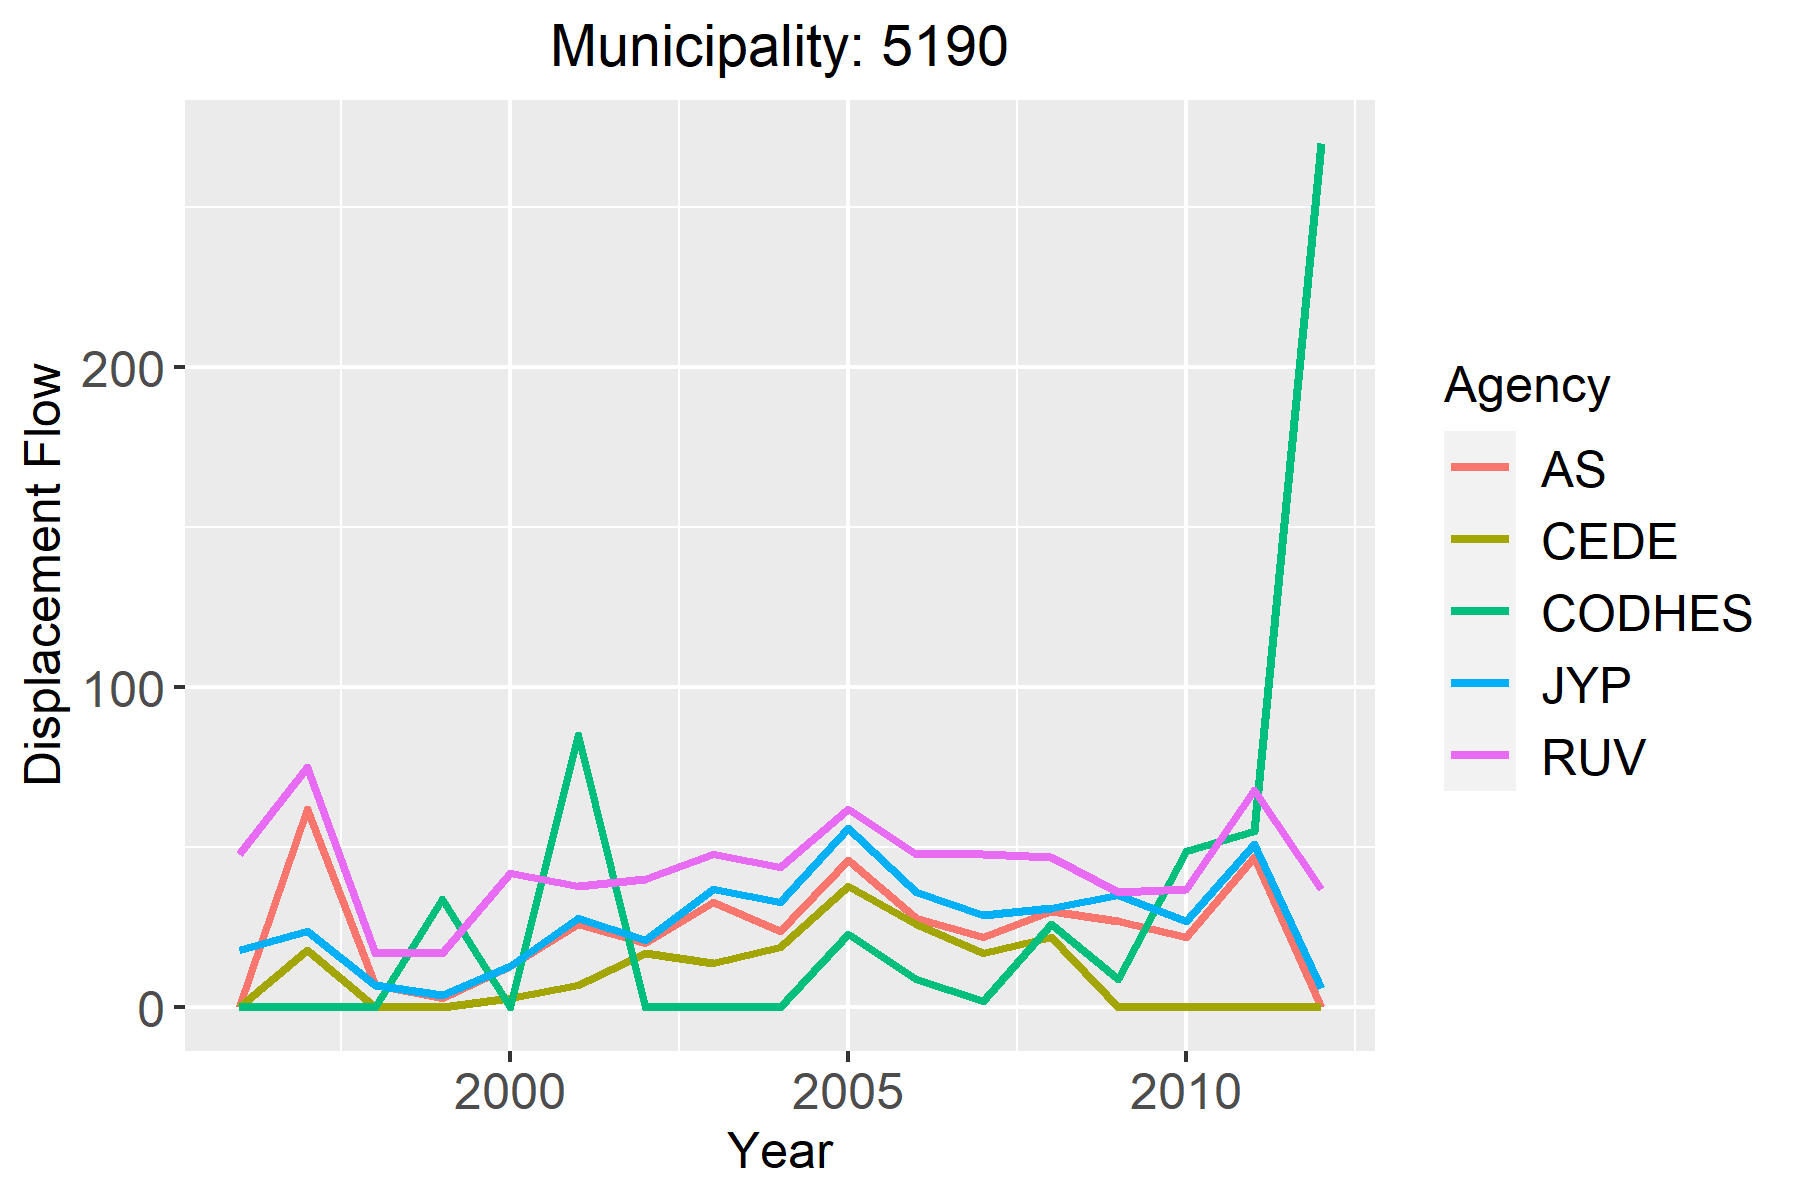 Municipality: 5190
Displacement Flow
200
100
0
2000 2005 2010
Year
Agency
AS
CEDE
CODHES
JYP
RUV